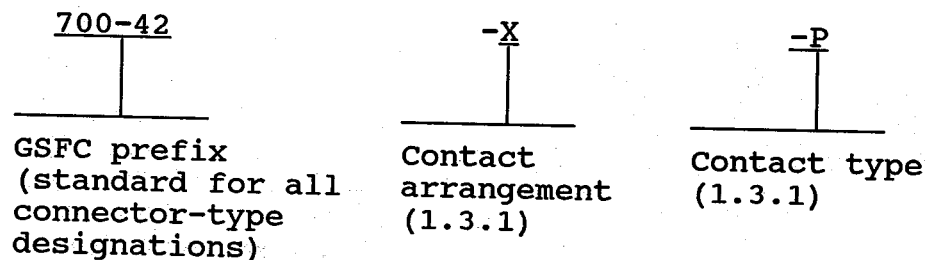 700-42
-X
-P
GSFC prefix
(standard for all
connector-type
designations)
Contact
arrangement
(1.3.1)
Contact type
(1.3.1)